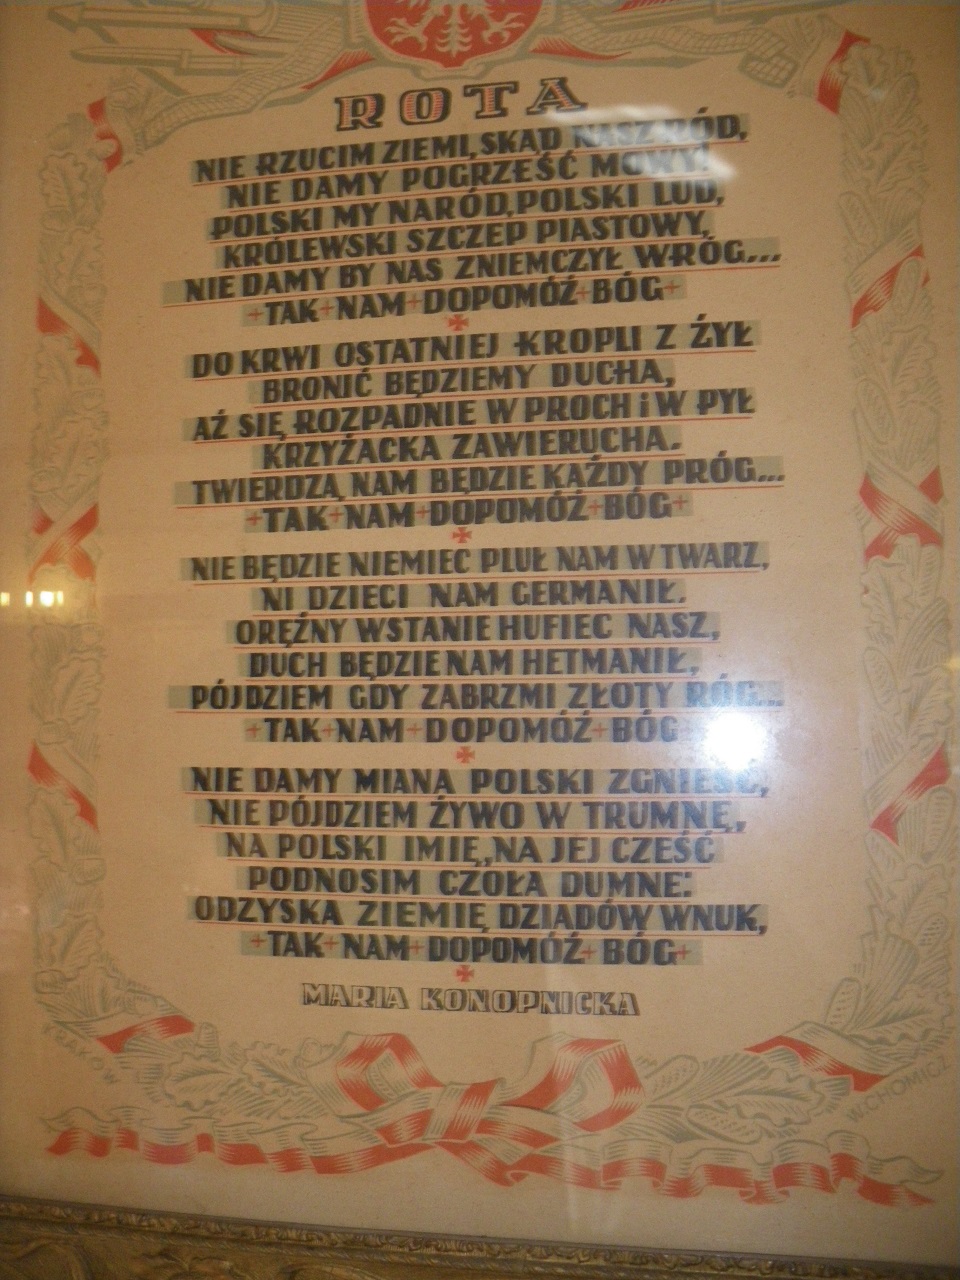 ROTA
NIE RZUCIM ZIEMI, SKĄD NASZ RÓD,
NIE DAMY POGRZEŚĆ MOWY!
POLSKI MY NARÓD, POLSKI LUD,
KRÓLEWSKI SZCZEP PIASTOWY,
NIE DAMY BY NAS ZNIEMCZYŁ WRÓG...
+TAK+NAM+DOPOMÓŻ+BÓG+
DO KRWI OSTATNIEJ KROPLI Z ŻYŁ
BRONIĆ BĘDZIEMY DUCHA,
AŻ SIĘ ROZPADNIE W PROCH i W PYŁ
KRZYŻACKA ZAWIERUCHA.
TWIERDZĄ NAM BĘDZIE KAŻDY PRÓG...
+TAK+NAM+DOPOMÓŻ+BÓG+
NIE BĘDZIE NIEMIEC PLUŁ NAM W TWARZ,
NI DZIECI NAM GERMANIŁ.
ORĘŻNY WSTANIE HUFIEC NASZ,
DUCH BĘDZIE NAM HETMANIŁ,
PÓJDZIEM GDY ZABRZMI ZŁOTY RÓG...
+TAK+NAM+DOPOMÓŻ+BÓG
NIE DAMY MIANA POLSKI ZGNIEŚĆ,
NIE PÓJDZIEM ŻYWO W TRUMNĘ,
NA POLSKI IMIĘ, NA JEJ CZEŚĆ
PODNOSIM CZOŁA DUMNE:
ODZYSKA ZIEMIĘ DZIADÓW WNUK,
+TAK+NAM+DOPOMÓŻ+BÓG+
MARIA KONOPNICKA
KRAKÓW
W.CHOMICZ